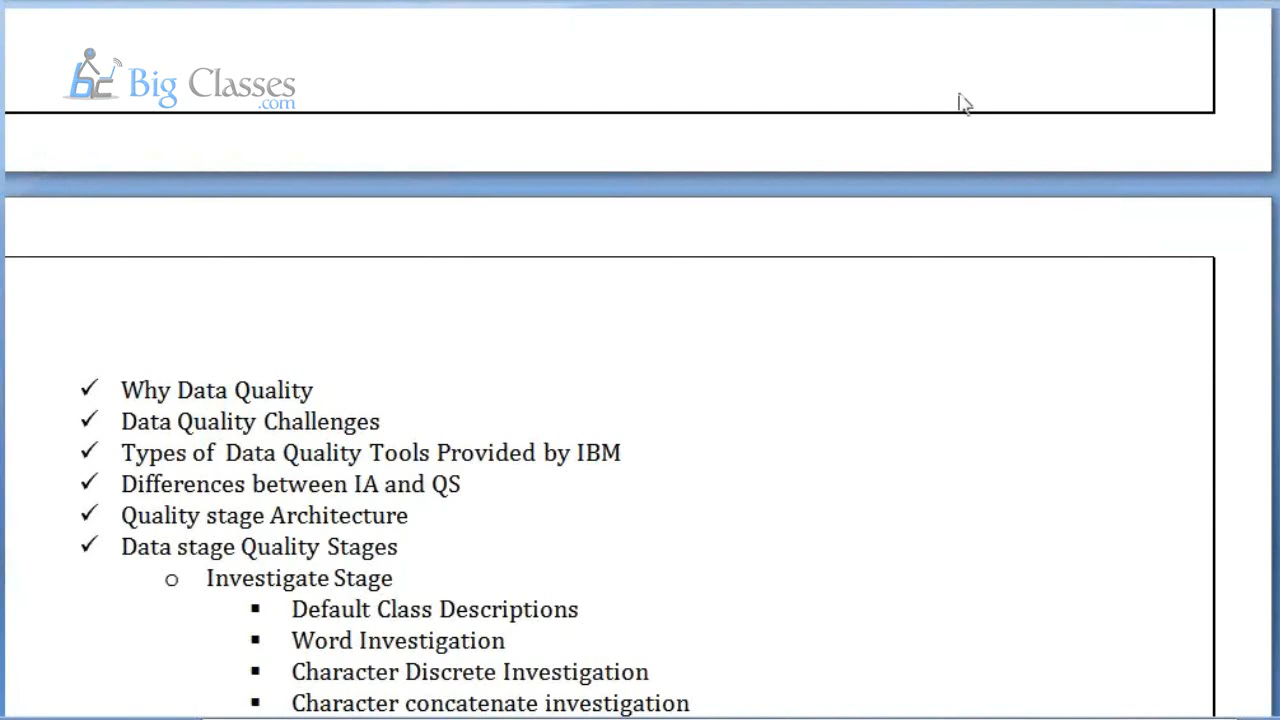 Big Classes
.com
✓ Why Data Quality
✓ Data Quality Challenges
✓ Types of Data Quality Tools Provided by IBM
✓ Differences between IA and QS
✓ Quality stage Architecture
✓ Data stage Quality Stages
o Investigate Stage
▪ Default Class Descriptions
▪ Word Investigation
▪ Character Discrete Investigation
▪ Character concatenate investigation